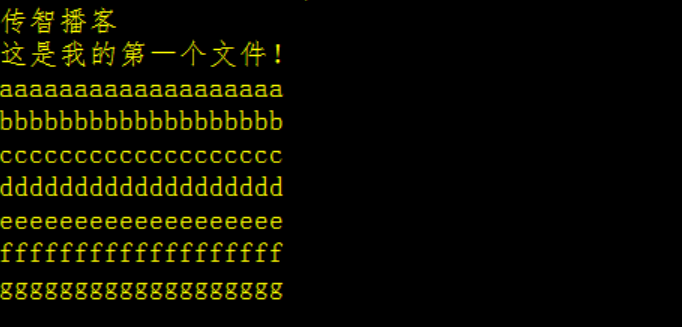 传智播客
这是我的第一个文件！
aaaaaaaaaaaaaaaaaaa
bbbbbbbbbbbbbbbbbbb
ccccccccccccccccccc
ddddddddddddddddddd
eeeeeeeeeeeeeeeeeee
fffffffffffffffffff
ggggggggggggggggggg